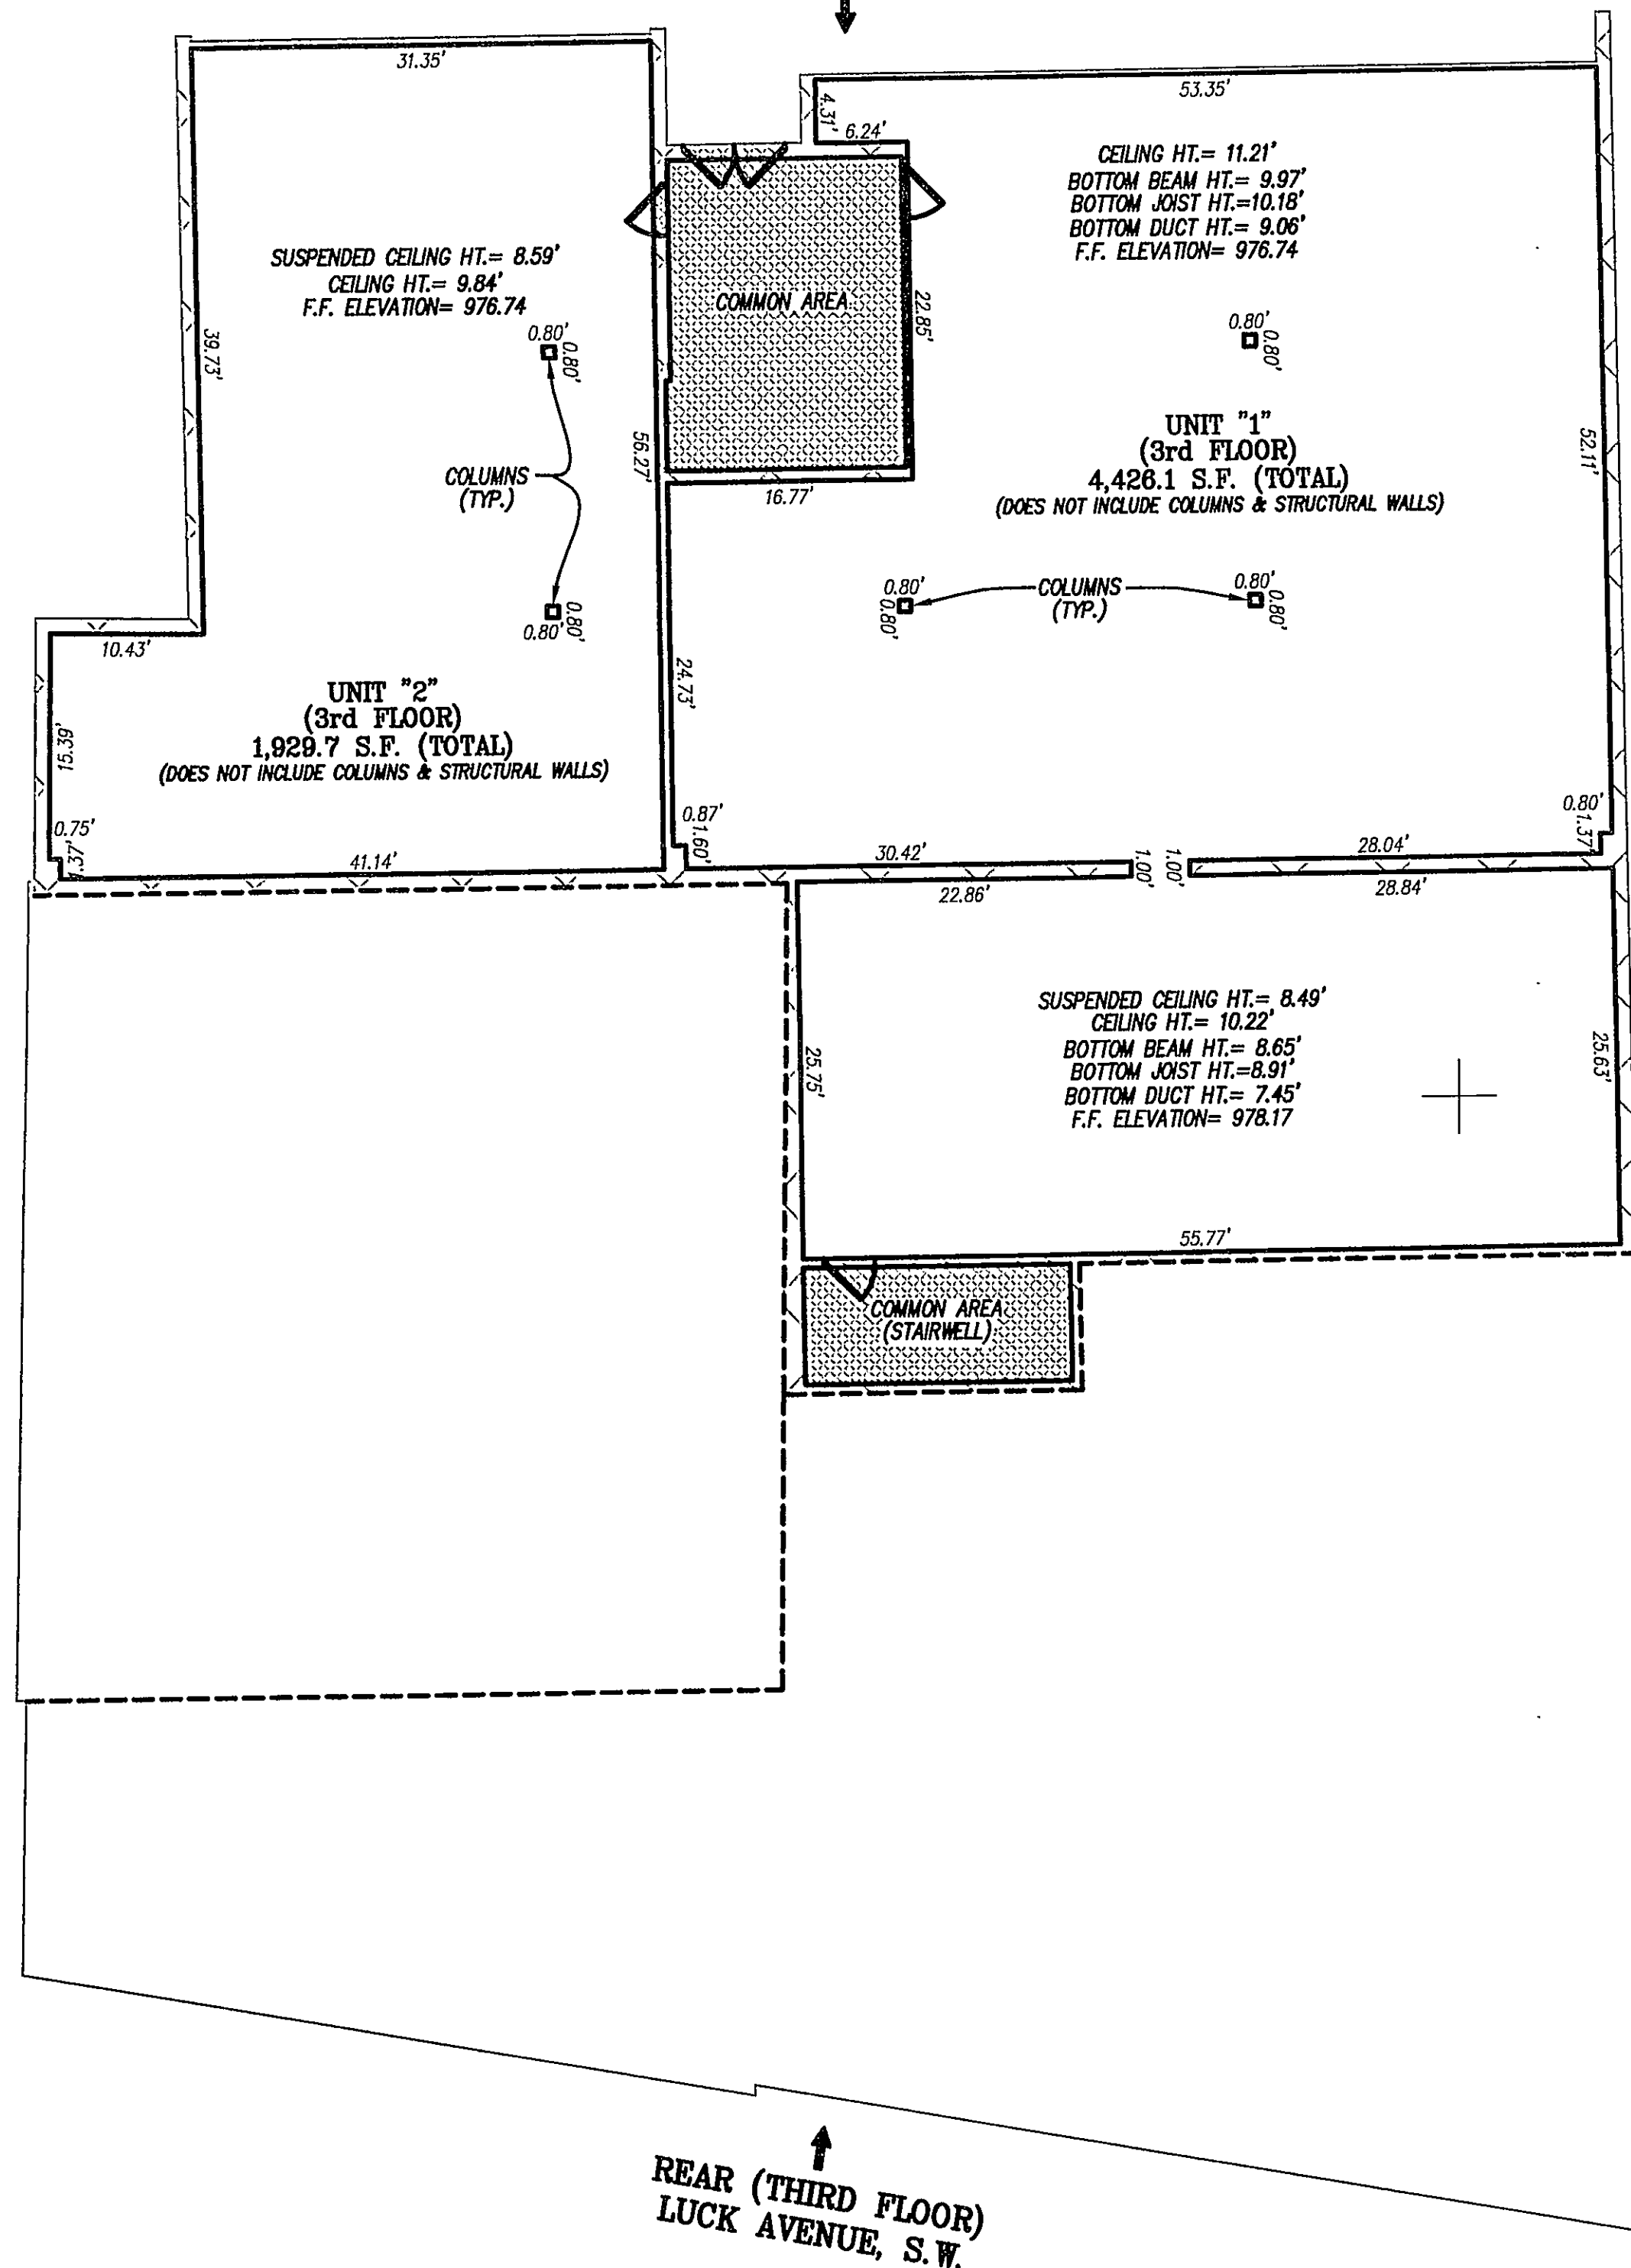 31.35'
53.35'
4.31'
6.24'
CEILING HT.= 11.21'
BOTTOM BEAM HT.= 9.97'
BOTTOM JOIST HT.=10.18'
BOTTOM DUCT HT.= 9.06'
F.F. ELEVATION= 976.74
SUSPENDED CEILING HT.= 8.59'
CEILING HT.= 9.84'
F.F. ELEVATION= 976.74
COMMON AREA
22.85'
0.80'
0.80'
0.80'
0.80'
39.73'
56.27'
COLUMNS
(TYP.)
16.77'
UNIT "1"
(3rd FLOOR)
4,426.1 S.F. (TOTAL)
(DOES NOT INCLUDE COLUMNS & STRUCTURAL WALLS)
52.11'
0.80'
0.80'
0.80'
0.80'
COLUMNS
(TYP.)
0.80'
0.80'
10.43'
24.73'
UNIT "2"
(3rd FLOOR)
1,929.7 S.F. (TOTAL)
(DOES NOT INCLUDE COLUMNS & STRUCTURAL WALLS)
15.39'
0.75'
1.37'
41.14'
0.87'
1.60'
30.42'
1.00'
1.00'
28.04'
0.80'
1.37'
22.86'
28.84'
SUSPENDED CEILING HT.= 8.49'
CEILING HT.= 10.22'
BOTTOM BEAM HT.= 8.65'
BOTTOM JOIST HT.=8.91'
BOTTOM DUCT HT.= 7.45'
F.F. ELEVATION= 978.17
25.75'
25.63'
55.77'
COMMON AREA
(STAIRWELL)
REAR (THIRD FLOOR)
LUCK AVENUE, S.W.